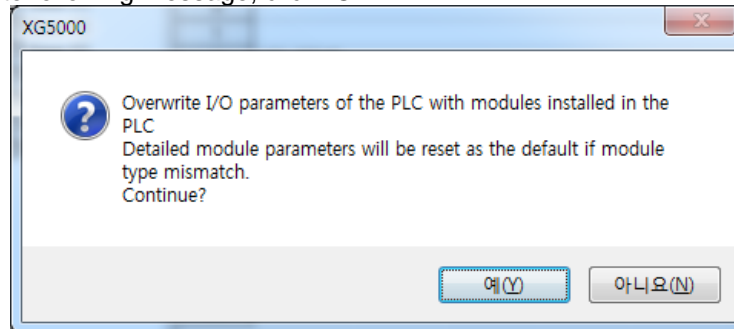 XG5000
Overwrite I/O parameters of the PLC with modules installed in the
PLC
Detailed module parameters will be reset as the default if module
type mismatch.
Continue?
예(Y)
아니요(N)